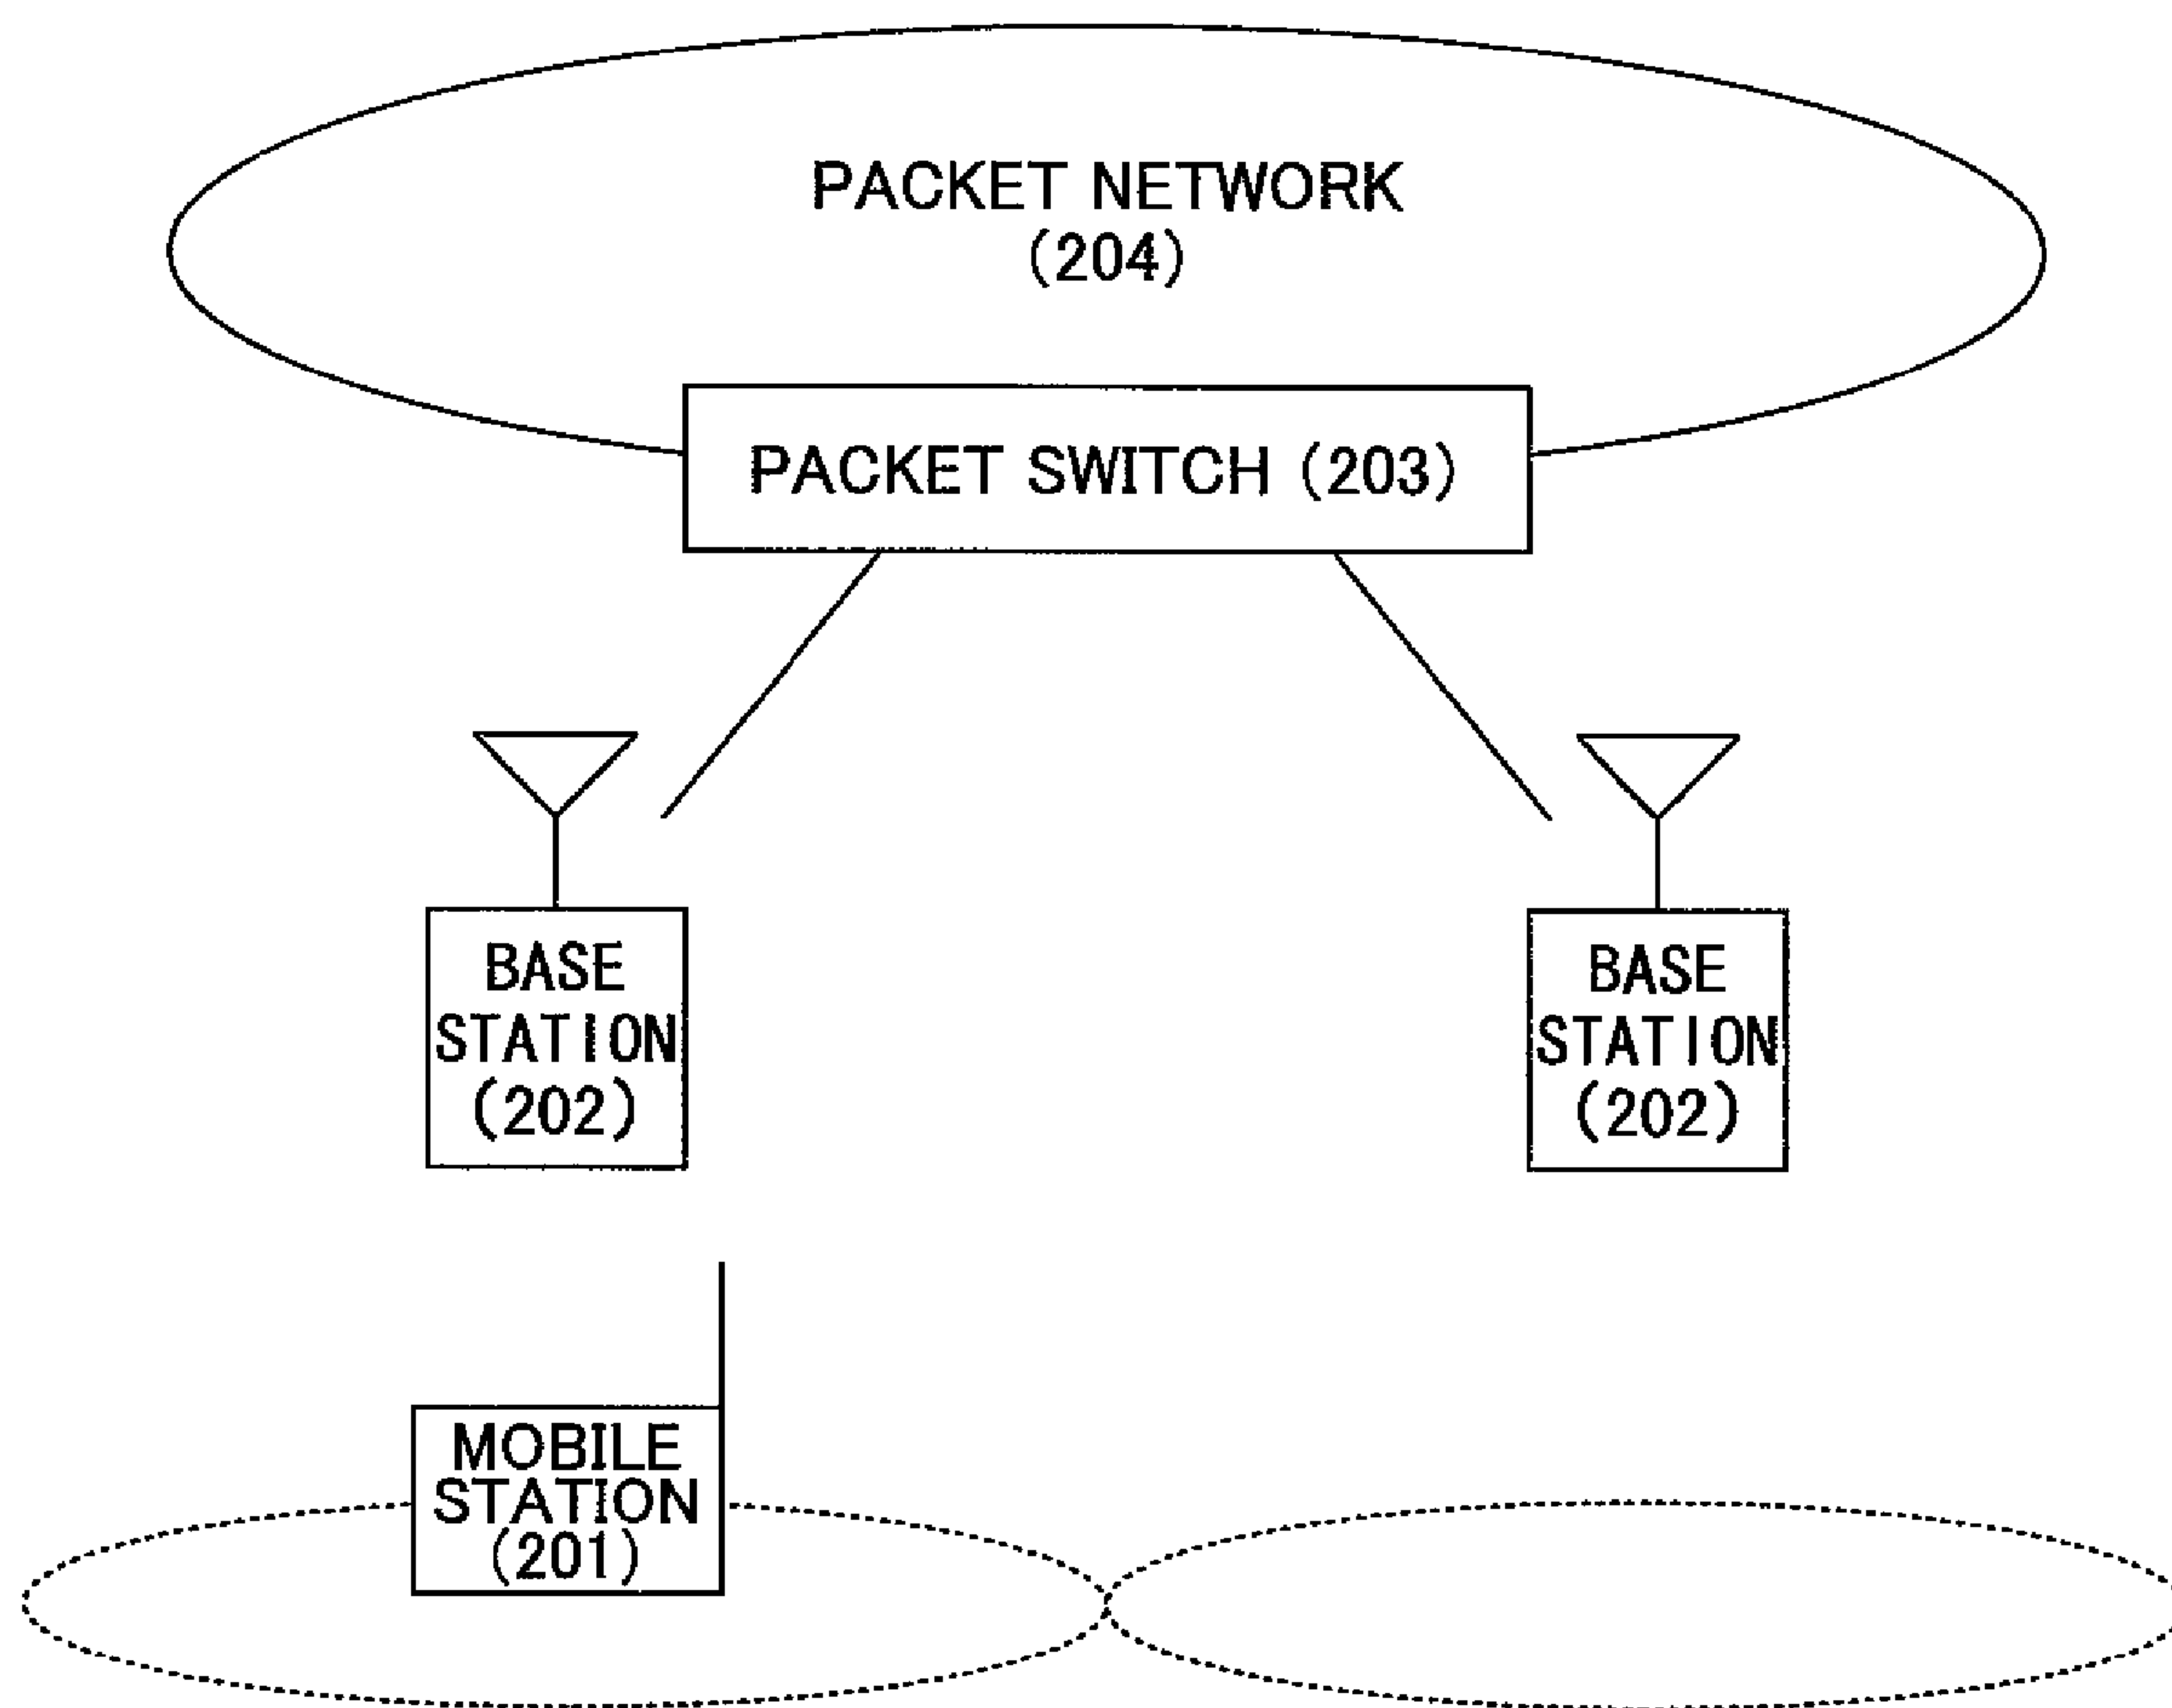 PACKET NETWORK
(204)
PACKET SWITCH (203)
BASE
STATION
(202)
BASE
STATION
(202)
MOBILE
STATION
(201)